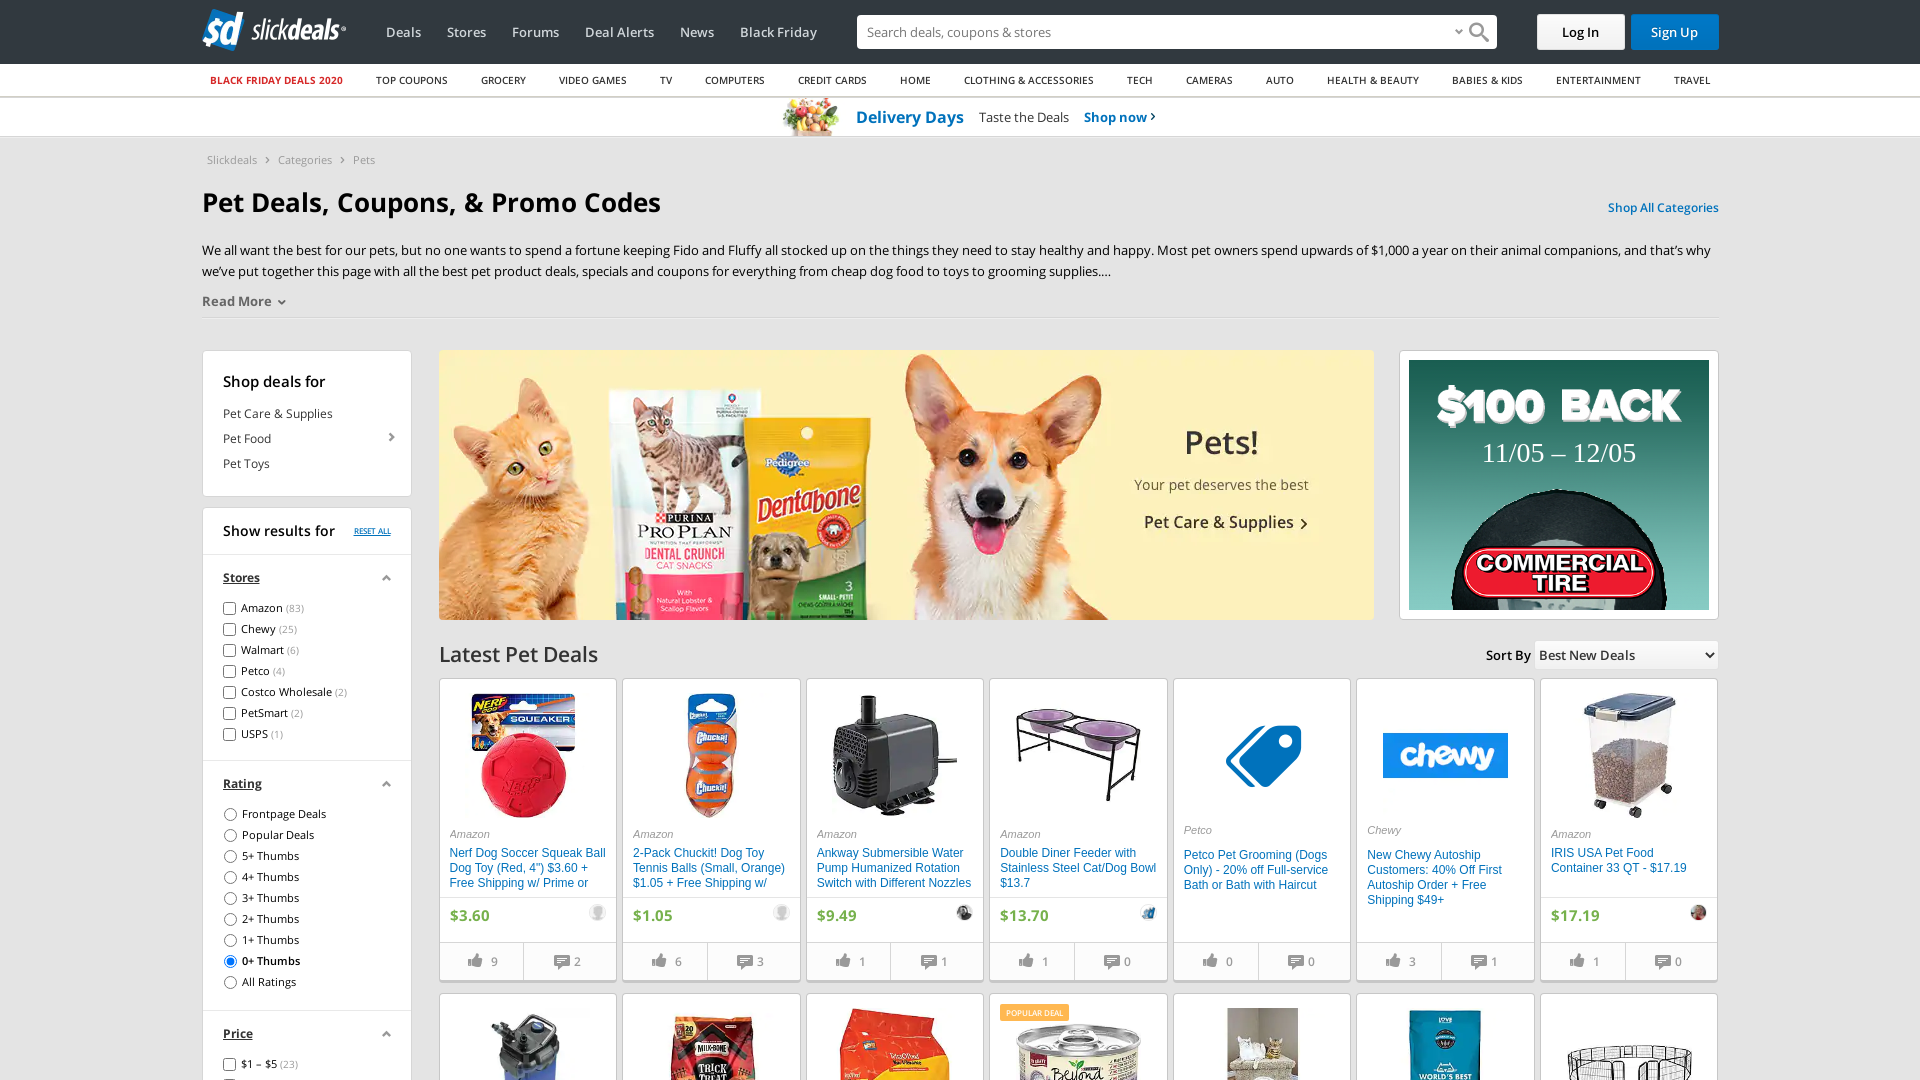 sd slickdeals
Deals
Stores
Forums
Deal Alerts
News
Black Friday
Search deals, coupons & stores
Log In
Sign Up
BLACK FRIDAY DEALS 2020
TOP COUPONS
GROCERY
VIDEO GAMES
TV
COMPUTERS
CREDIT CARDS
HOME
CLOTHING & ACCESSORIES
TECH
CAMERAS
AUTO
HEALTH & BEAUTY
BABIES & KIDS
ENTERTAINMENT
TRAVEL
Delivery Days Taste the Deals Shop now
Slickdeals > Categories > Pets
Pet Deals, Coupons, & Promo Codes
Shop All Categories
We all want the best for our pets, but no one wants to spend a fortune keeping Fido and Fluffy all stocked up on the things they need to stay healthy and happy. Most pet owners spend upwards of $1,000 a year on their animal companions, and that’s why
we’ve put together this page with all the best pet product deals, specials and coupons for everything from cheap dog food to toys to grooming supplies.…
Read More
Shop deals for
Pet Care & Supplies
Pet Food
Pet Toys
Show results for
RESET ALL
Stores
Amazon (83)
Chewy (25)
Walmart (6)
Petco (4)
Costco Wholesale (2)
PetSmart (2)
USPS (1)
Rating
Frontpage Deals
Popular Deals
5+ Thumbs
4+ Thumbs
3+ Thumbs
2+ Thumbs
1+ Thumbs
0+ Thumbs
All Ratings
Price
$1 – $5 (23)
PURINA
PRO PLAN
DENTAL CRUNCH
CAT SNACKS
With
Natural Lobster &
Scallop Flavors
Pedigree
Dentabone
3
SMALL-PETIT
Pets!
Your pet deserves the best
Pet Care & Supplies
$100 BACK
11/05 – 12/05
COMMERCIAL
TIRE
Latest Pet Deals
Sort By Best New Deals
NERF
DOG
SQUEAKER
Amazon
Nerf Dog Soccer Squeak Ball
Dog Toy (Red, 4") $3.60 +
Free Shipping w/ Prime or
$3.60
9
2
Chuckit!
Chuckit!
Chuckit!
Amazon
2-Pack Chuckit! Dog Toy
Tennis Balls (Small, Orange)
$1.05 + Free Shipping w/
$1.05
6
3
Amazon
Ankway Submersible Water
Pump Humanized Rotation
Switch with Different Nozzles
$9.49
1
1
Amazon
Double Diner Feeder with
Stainless Steel Cat/Dog Bowl
$13.7
$13.70
1
0
Petco
Petco Pet Grooming (Dogs
Only) - 20% off Full-service
Bath or Bath with Haircut
0
0
chewy
Chewy
New Chewy Autoship
Customers: 40% Off First
Autoship Order + Free
Shipping $49+
3
1
Amazon
IRIS USA Pet Food
Container 33 QT - $17.19
$17.19
1
0
MILK-BONE
TRICK
TREAT
POPULAR DEAL
Beyond
LOVE
WORLD'S BEST